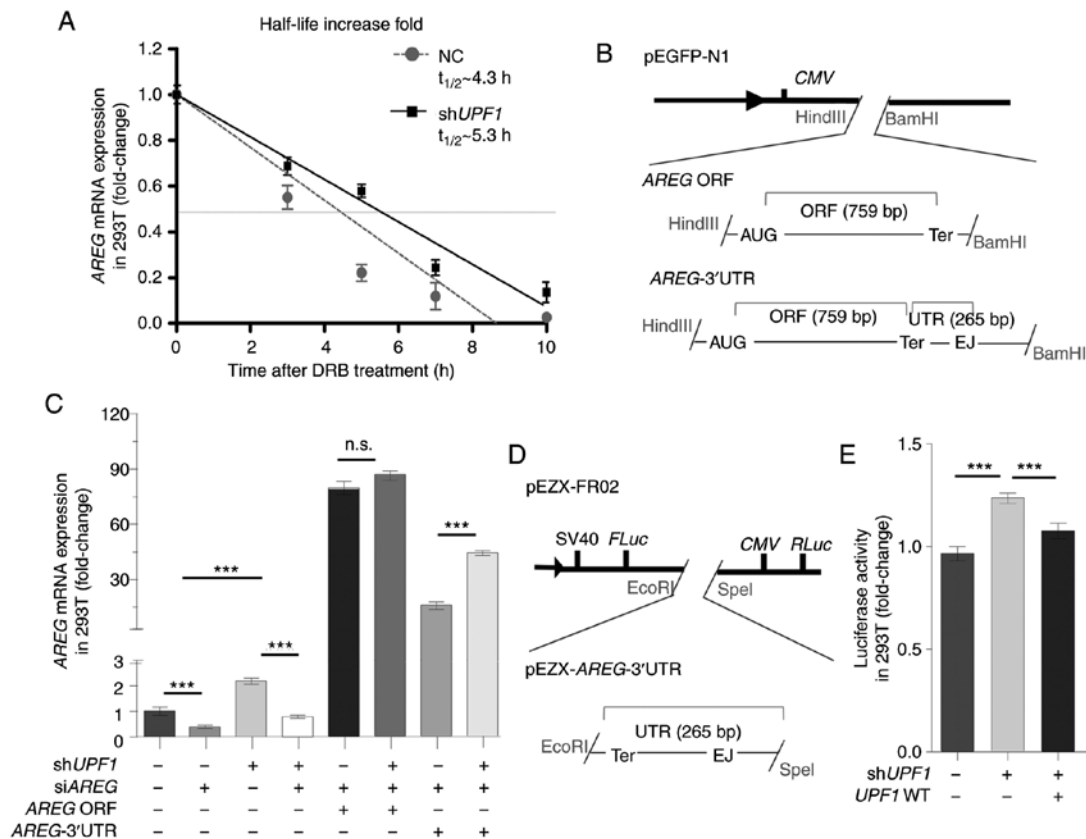 A
Half-life increase fold
NC
t1/2~4.3 h
shUPF1
t1/2~5.3 h
AREG mRNA expression
in 293T (fold-change)
1.2
1.0
0.8
0.6
0.4
0.2
0.0
0 2 4 6 8 10
Time after DRB treatment (h)
B
pEGFP-N1
CMV
HindIII BamHI
AREG ORF
ORF (759 bp)
HindIII AUG Ter BamHI
AREG-3′UTR
ORF (759 bp) UTR (265 bp)
HindIII AUG Ter EJ BamHI
C
AREG mRNA expression
in 293T (fold-change)
120
90
60
45
3
2
1
0
*** *** *** n.s. ***
shUPF1 – – + + – + – +
siAREG – + – + + + + +
AREG ORF – – – – + + – –
AREG-3′UTR – – – – – – + +
D
pEZX-FR02
SV40 FLuc CMV RLuc
EcoRI SpeI
pEZX-AREG-3′UTR
UTR (265 bp)
EcoRI Ter EJ SpeI
E
Luciferase activity
in 293T (fold-change)
1.5
1.0
0.5
0.0
*** ***
shUPF1 – + +
UPF1 WT – – +